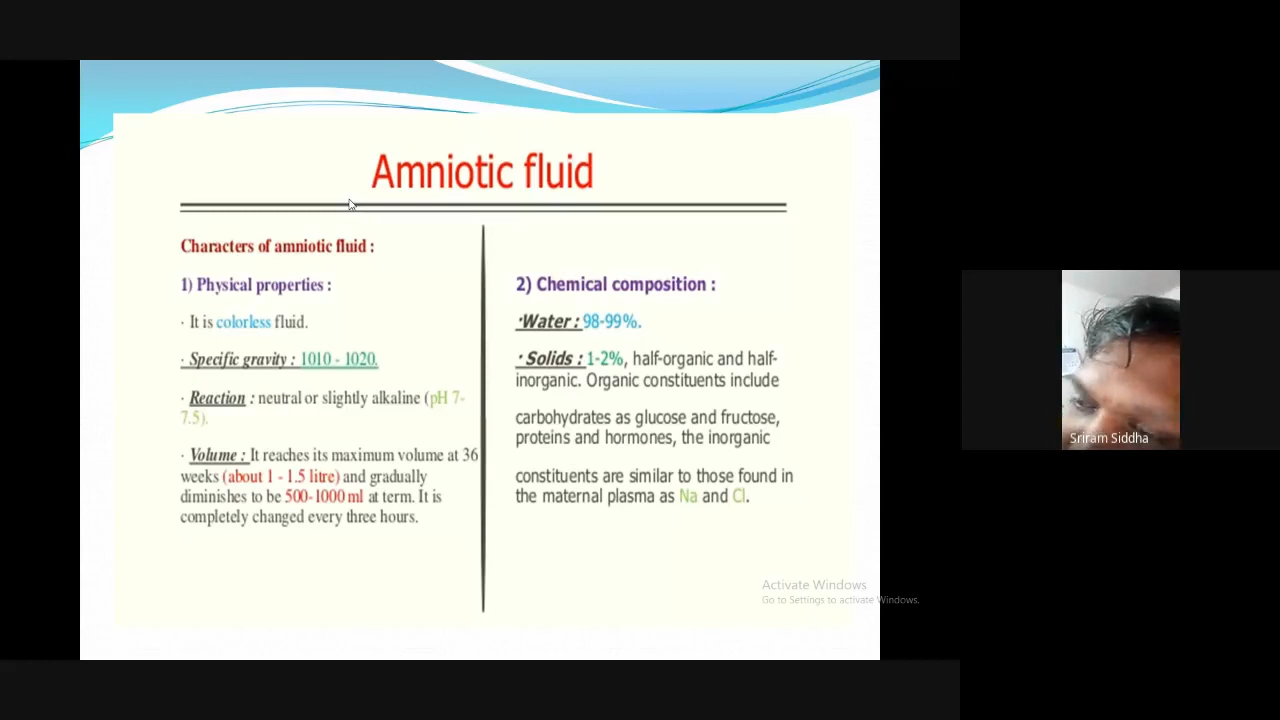 Amniotic fluid
Characters of amniotic fluid :
1) Physical properties :
· It is colorless fluid.
· Specific gravity : 1010 - 1020.
· Reaction : neutral or slightly alkaline (pH 7-
7.5).
· Volume : It reaches its maximum volume at 36
weeks (about 1 - 1.5 litre) and gradually
diminishes to be 500-1000 ml at term. It is
completely changed every three hours.
2) Chemical composition :
·Water : 98-99%.
· Solids : 1-2%, half-organic and half-
inorganic. Organic constituents include
carbohydrates as glucose and fructose,
proteins and hormones, the inorganic
constituents are similar to those found in
the maternal plasma as Na and Cl.
Activate Windows
Go to Settings to activate Windows.
Sriram Siddha